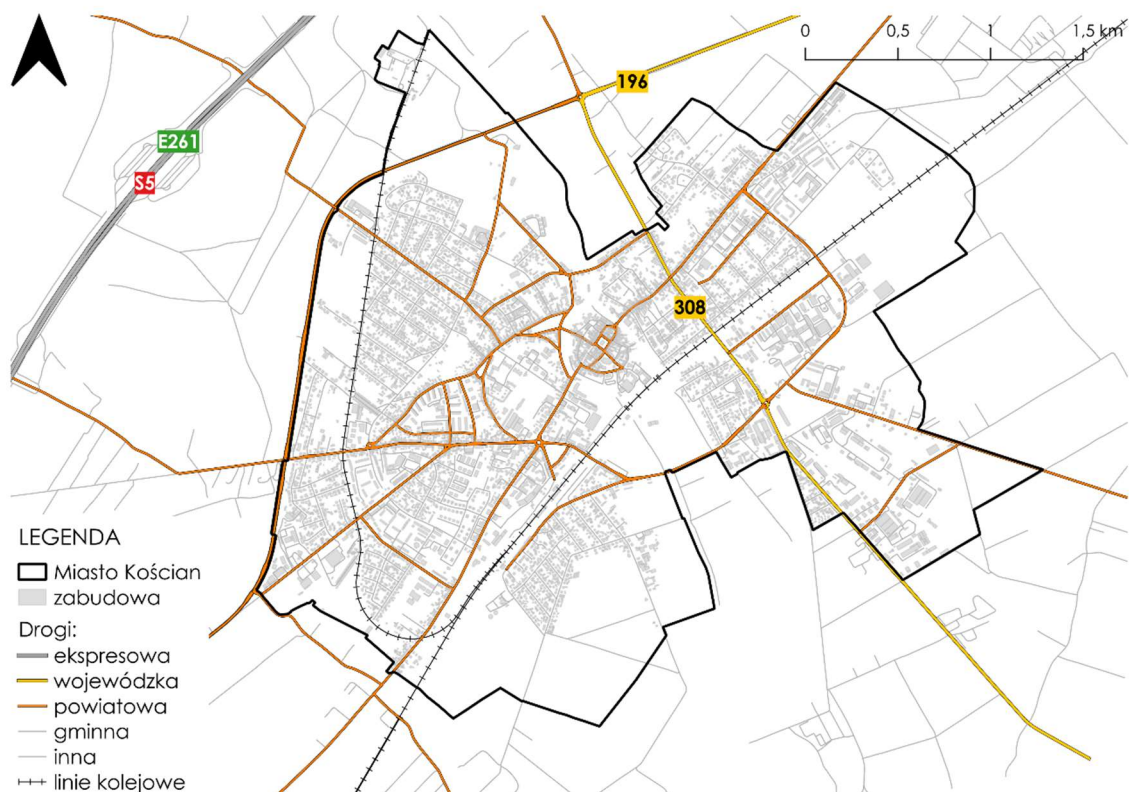 0 0,5 1 1,5 km
196
E261
S5
308
LEGENDA
Miasto Kościan
zabudowa
Drogi:
ekspresowa
wojewódzka
powiatowa
gminna
inna
linie kolejowe